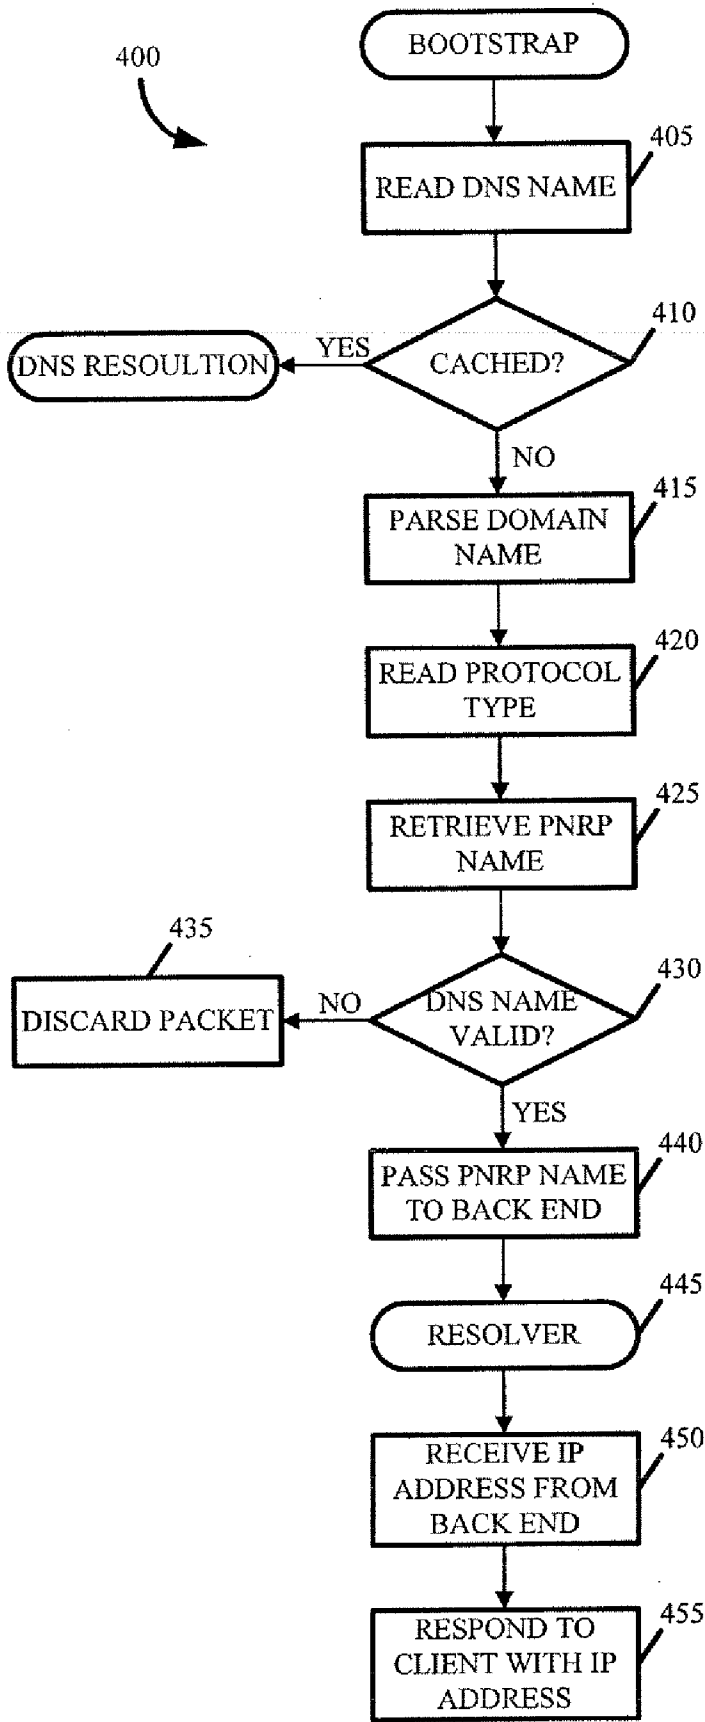 BOOTSTRAP
400
405
READ DNS NAME
410
CACHED?
YES
DNS RESOULTION
NO
415
PARSE DOMAIN
NAME
420
READ PROTOCOL
TYPE
425
RETRIEVE PNRP
NAME
435
DISCARD PACKET
NO
430
DNS NAME
VALID?
YES
440
PASS PNRP NAME
TO BACK END
445
RESOLVER
450
RECEIVE IP
ADDRESS FROM
BACK END
455
RESPOND TO
CLIENT WITH IP
ADDRESS